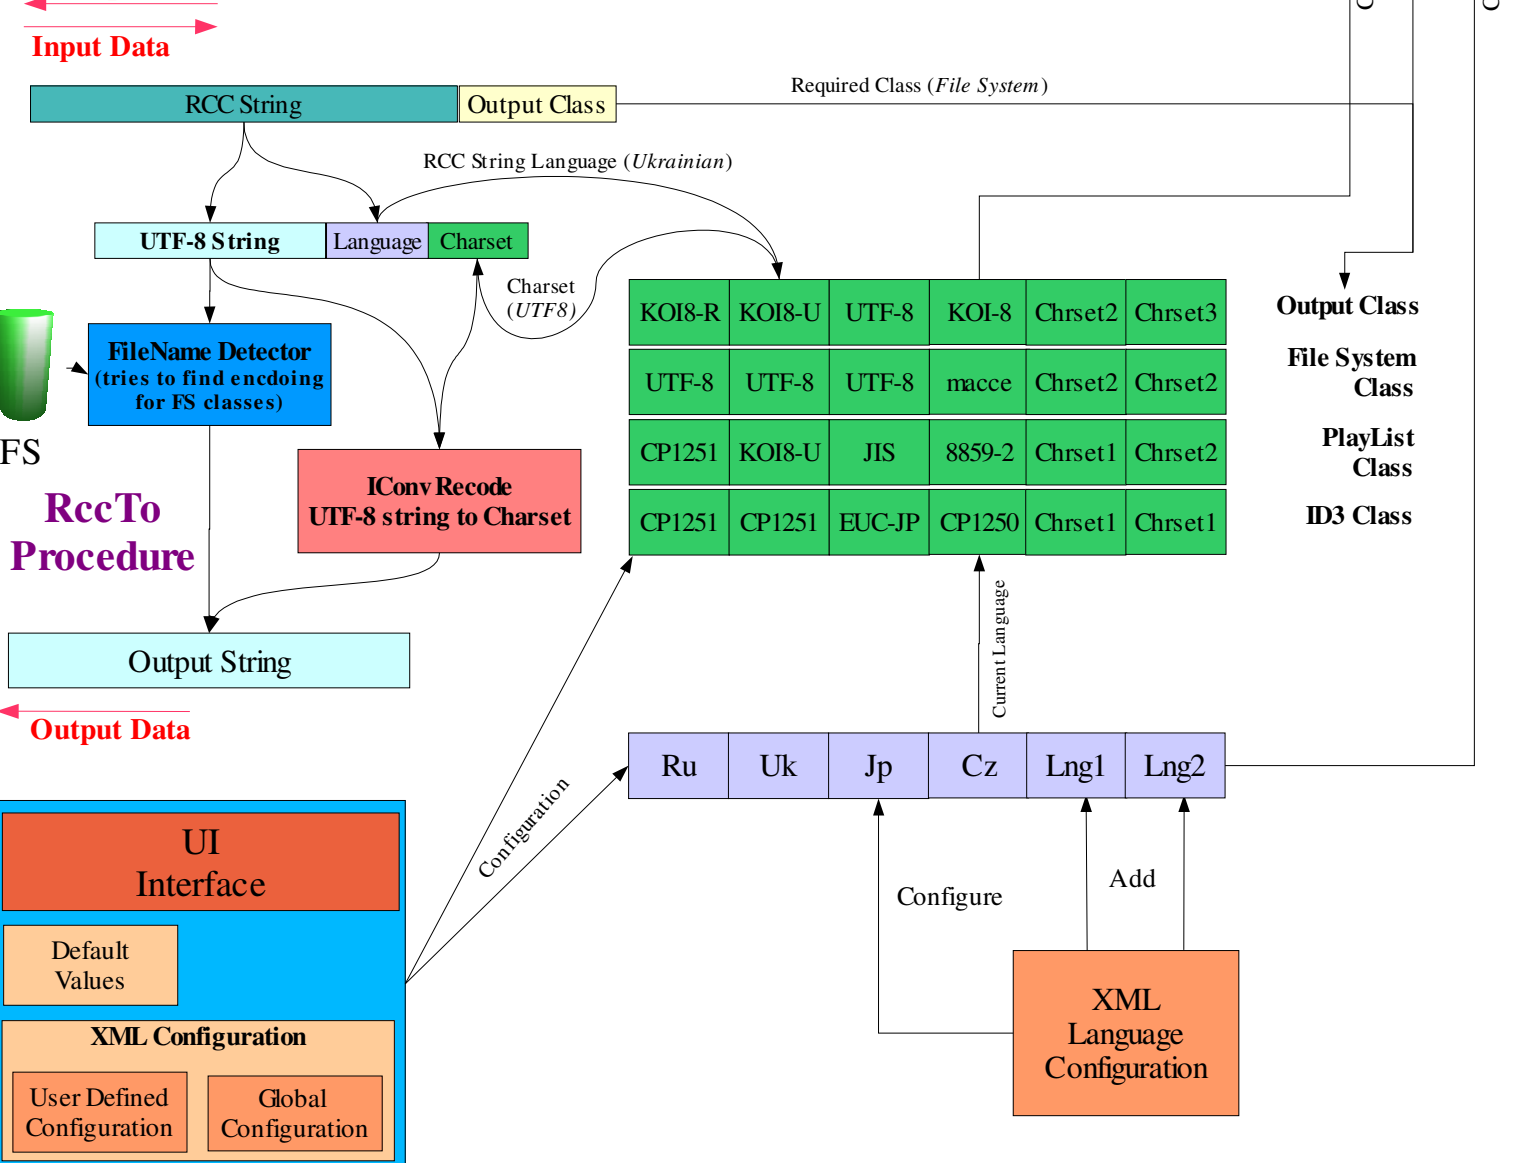 Input Data
RCC String
Output Class
Required Class (File System)
RCC String Language (Ukrainian)
UTF-8 String
Language
Charset
Charset
(UTF8)
KOI8-R KOI8-U UTF-8 KOI-8 Chrset2 Chrset3
Output Class
UTF-8 UTF-8 UTF-8 macce Chrset2 Chrset2
File System
Class
CP1251 KOI8-U JIS 8859-2 Chrset1 Chrset2
PlayList
Class
CP1251 CP1251 EUC-JP CP1250 Chrset1 Chrset1
ID3 Class
FileName Detector
(tries to find encdoing
for FS classes)
FS
IConv Recode
UTF-8 string to Charset
RccTo
Procedure
Output String
Output Data
Current Language
Ru Uk Jp Cz Lng1 Lng2
Configuration
Configure
Add
XML
Language
Configuration
UI
Interface
Default
Values
XML Configuration
User Defined
Configuration
Global
Configuration